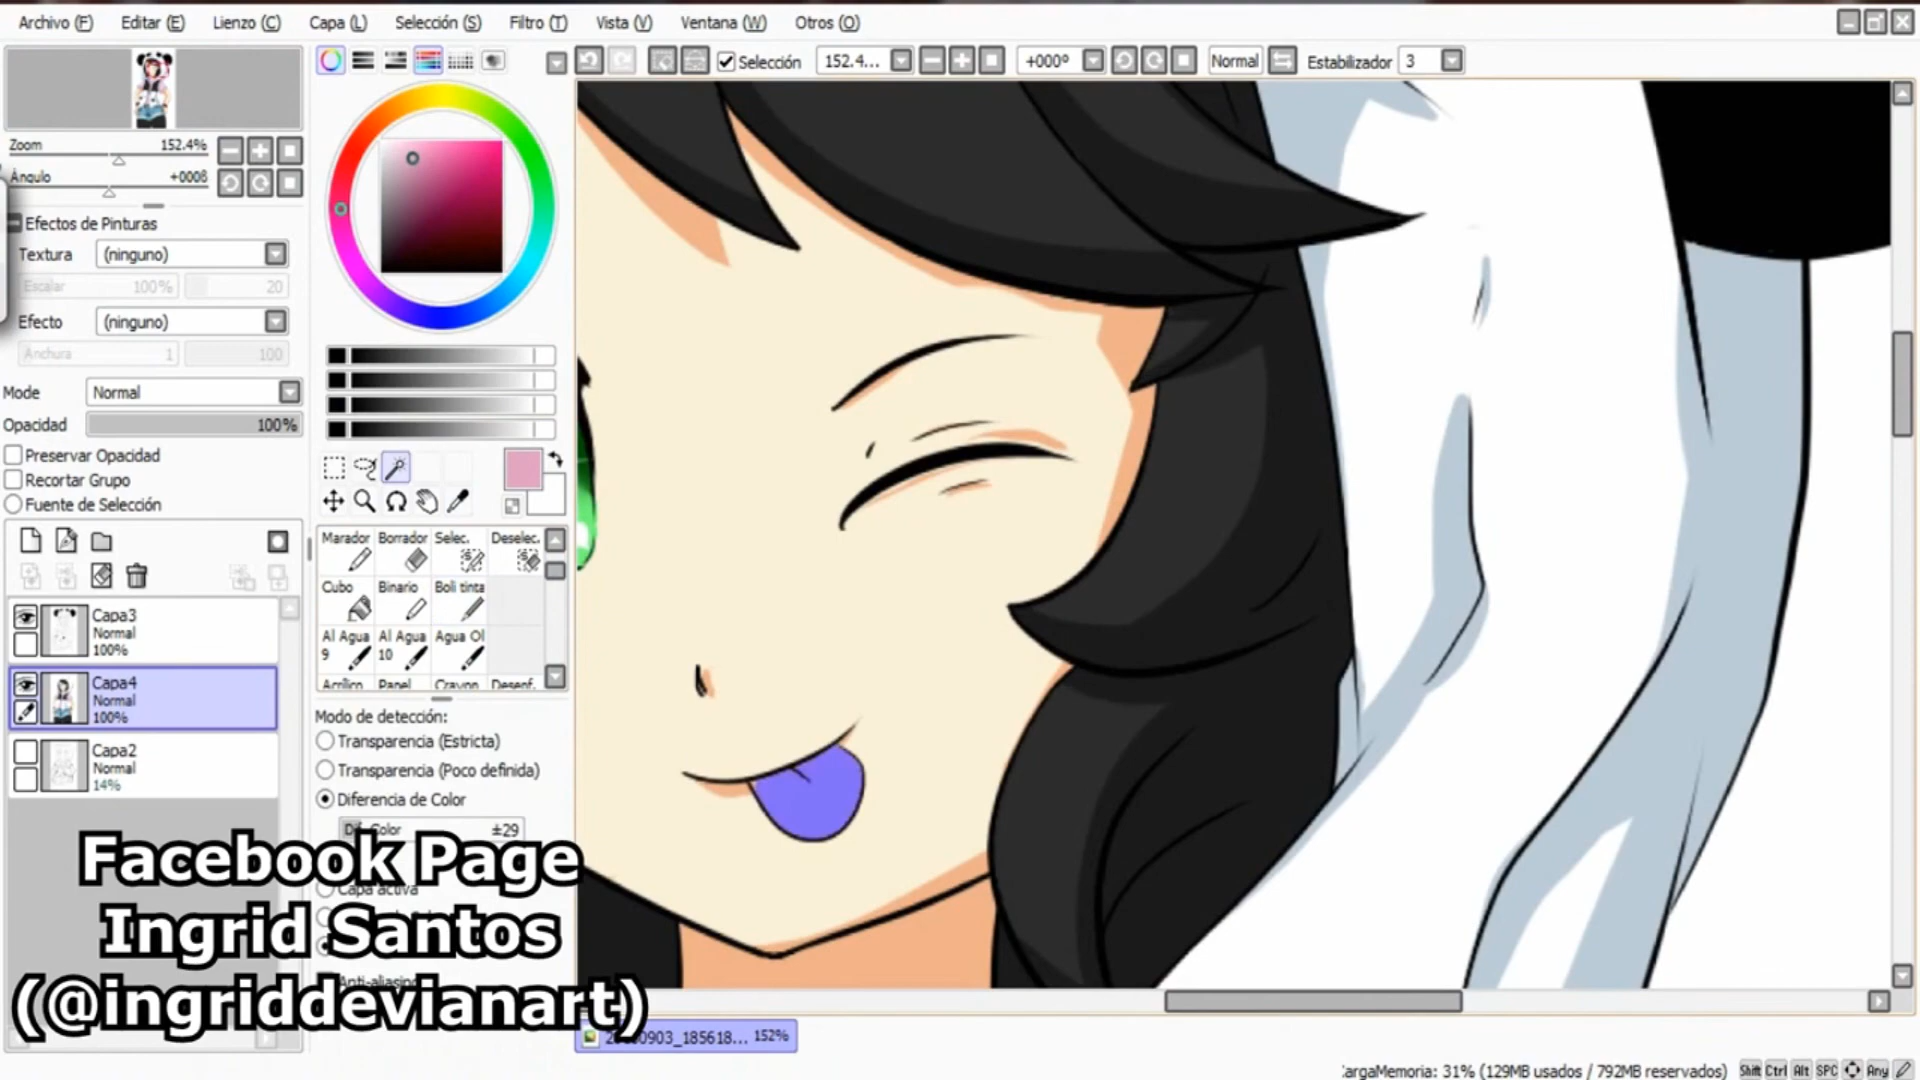 Archivo (F) Editar (E) Lienzo (C) Capa (L) Selección (S) Filtro (T) Vista (V) Ventana (W) Otros (O)
Selección 152.4... +000º Normal Estabilizador 3
Zoom 152.4%
Ángulo +000ß
Efectos de Pinturas
Textura (ninguno)
Escalar 100% 20
Efecto (ninguno)
Anchura 1 100
Mode Normal
Opacidad 100%
Preservar Opacidad
Recortar Grupo
Fuente de Selección
Capa3
Normal
100%
Capa4
Normal
100%
Capa2
Normal
14%
Marador Borrador Selec. Deselec.
Cubo Binario Boli tinta
Al Agua 9 Al Agua 10 Agua Ol
Acrílico Papel Crayon Desenf.
Modo de detección:
Transparencia (Estricta)
Transparencia (Poco definida)
Diferencia de Color
Dif. Color ±29
Capa activa
Anti-aliasing
Facebook Page
Ingrid Santos
(@ingriddevianart)
0903_185618... 152%
CargaMemoria: 31% (129MB usados / 792MB reservados) Shift Ctrl Alt SPC Any